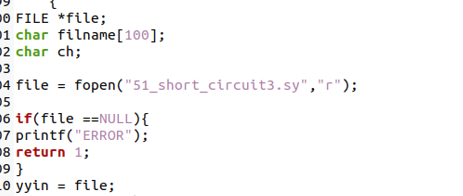 {
00 FILE *file;
01 char filname[100];
02 char ch;
03
04 file = fopen("51_short_circuit3.sy","r");
05
06 if(file ==NULL){
07 printf("ERROR");
08 return 1;
09 }
10 yyin = file;